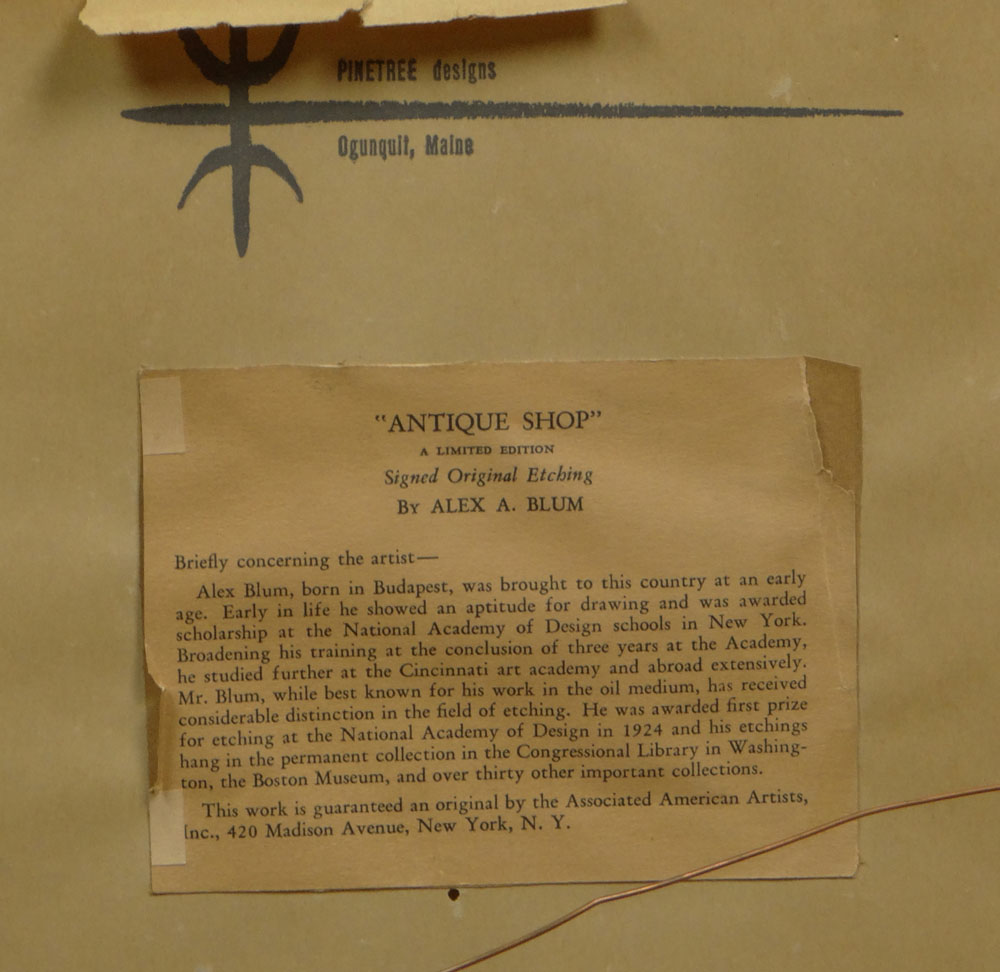 PINETREE designs
Ogunquit, Maine
"ANTIQUE SHOP"
A LIMITED EDITION
Signed Original Etching
By ALEX A. BLUM
Briefly concerning the artist—
Alex Blum, born in Budapest, was brought to this country at an early
age. Early in life he showed an aptitude for drawing and was awarded
scholarship at the National Academy of Design schools in New York.
Broadening his training at the conclusion of three years at the Academy,
he studied further at the Cincinnati art academy and abroad extensively.
Mr. Blum, while best known for his work in the oil medium, has received
considerable distinction in the field of etching. He was awarded first prize
for etching at the National Academy of Design in 1924 and his etchings
hang in the permanent collection in the Congressional Library in Washing-
ton, the Boston Museum, and over thirty other important collections.
This work is guaranteed an original by the Associated American Artists,
Inc., 420 Madison Avenue, New York, N. Y.